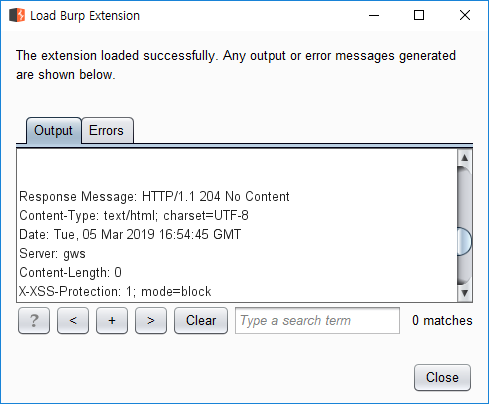 Load Burp Extension
The extension loaded successfully. Any output or error messages generated
are shown below.
Output Errors
Response Message: HTTP/1.1 204 No Content
Content-Type: text/html; charset=UTF-8
Date: Tue, 05 Mar 2019 16:54:45 GMT
Server: gws
Content-Length: 0
X-XSS-Protection: 1; mode=block
? < + > Clear Type a search term 0 matches
Close